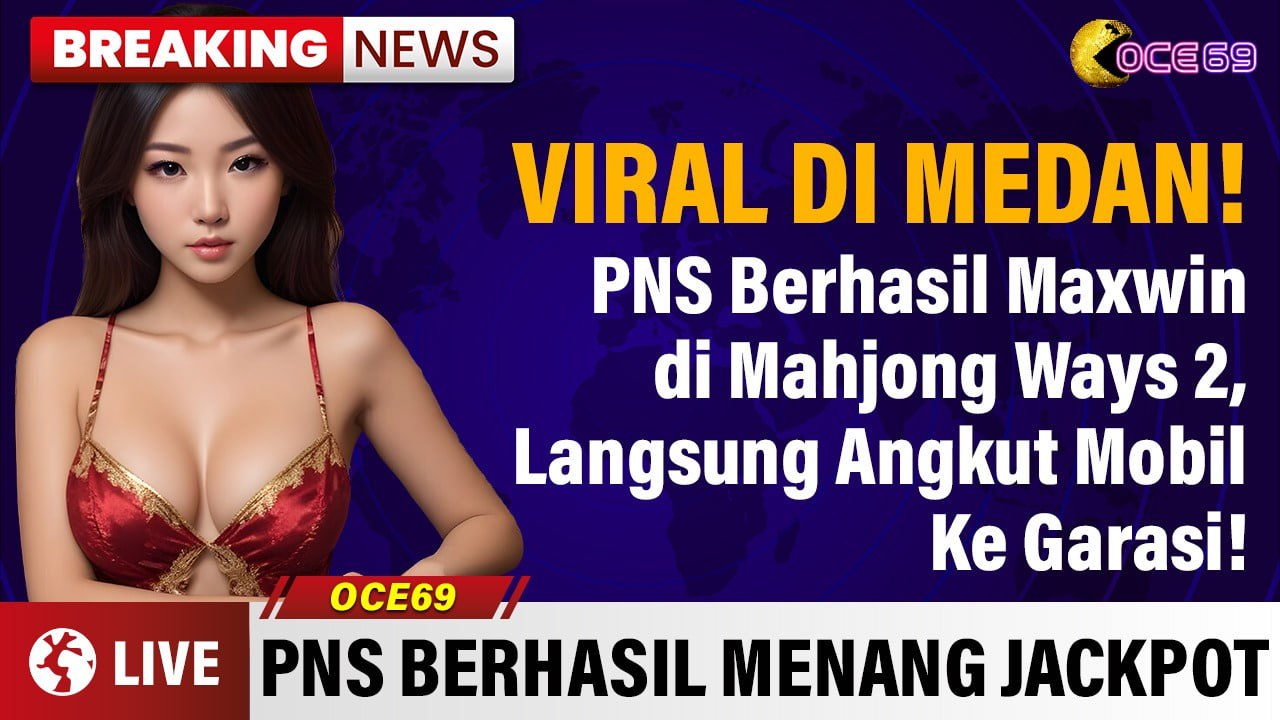 BREAKING NEWS
OCE69
VIRAL DI MEDAN!
PNS Berhasil Maxwin
di Mahjong Ways 2,
Langsung Angkut Mobil
Ke Garasi!
OCE69
LIVE
PNS BERHASIL MENANG JACKPOT